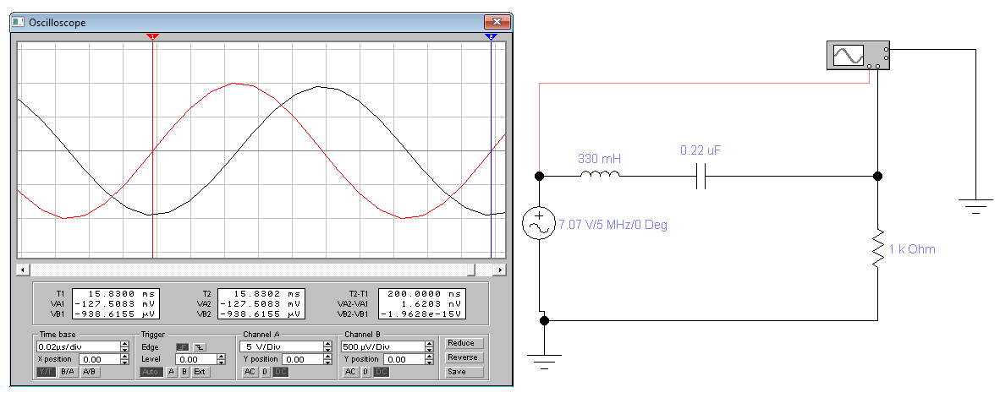 Oscilloscope
1
2
T1 15.8300 ms
VA1 -127.5083 mV
VB1 -938.6155 µV
T2 15.8302 ms
VA2 -127.5083 mV
VB2 -938.6155 µV
T2-T1 200.0000 ns
VA2-VA1 1.6203 nV
VB2-VB1 -1.9628e-15V
Time base
0.02µs/div
X position 0.00
Y/T B/A A/B
Trigger
Edge
Level 0.00
Auto A B Ext
Channel A
5 V/Div
Y position 0.00
AC 0 DC
Channel B
500 µV/Div
Y position 0.00
AC 0 DC
Reduce
Reverse
Save
330 mH
0.22 uF
7.07 V/5 MHz/0 Deg
1 k Ohm